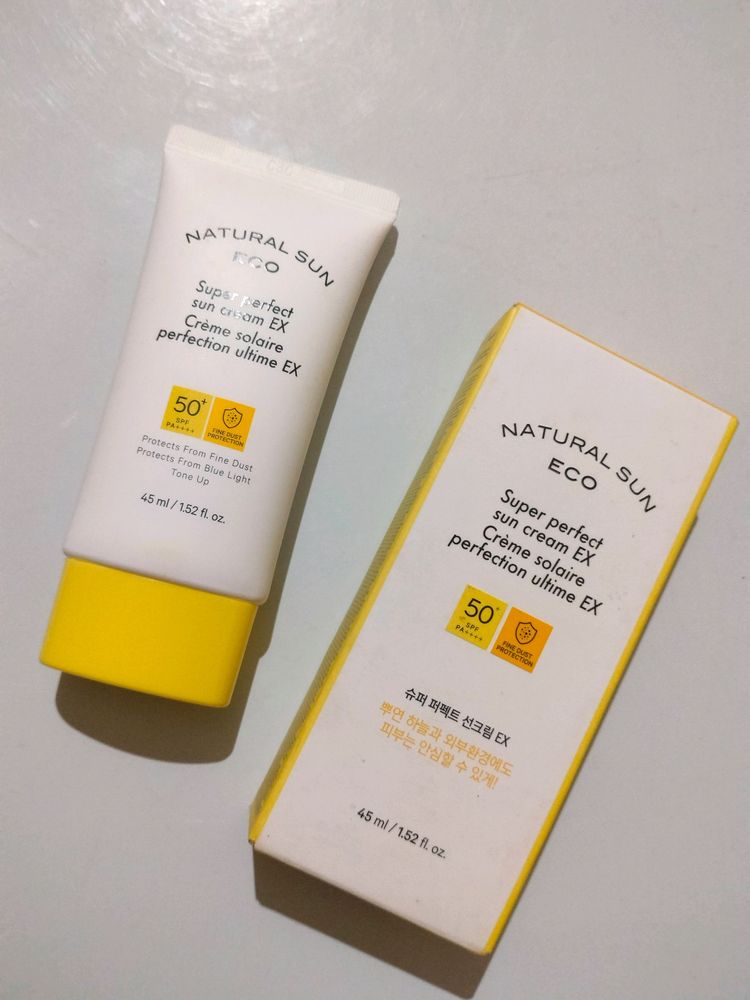 NATURAL SUN
ECO
Super perfect
sun cream EX
Crème solaire
perfection ultime EX
50+
SPF
PA++++
FINE DUST
PROTECTION
Protects From Fine Dust
Protects From Blue Light
Tone Up
45 ml / 1.52 fl. oz.
NATURAL SUN
ECO
Super perfect
sun cream EX
Crème solaire
perfection ultime EX
50+
SPF
PA++++
FINE DUST
PROTECTION
슈퍼 퍼펙트 선크림 EX
뿌연 하늘과 외부환경에도
피부는 안심할 수 있게!
45 ml / 1.52 fl. oz.